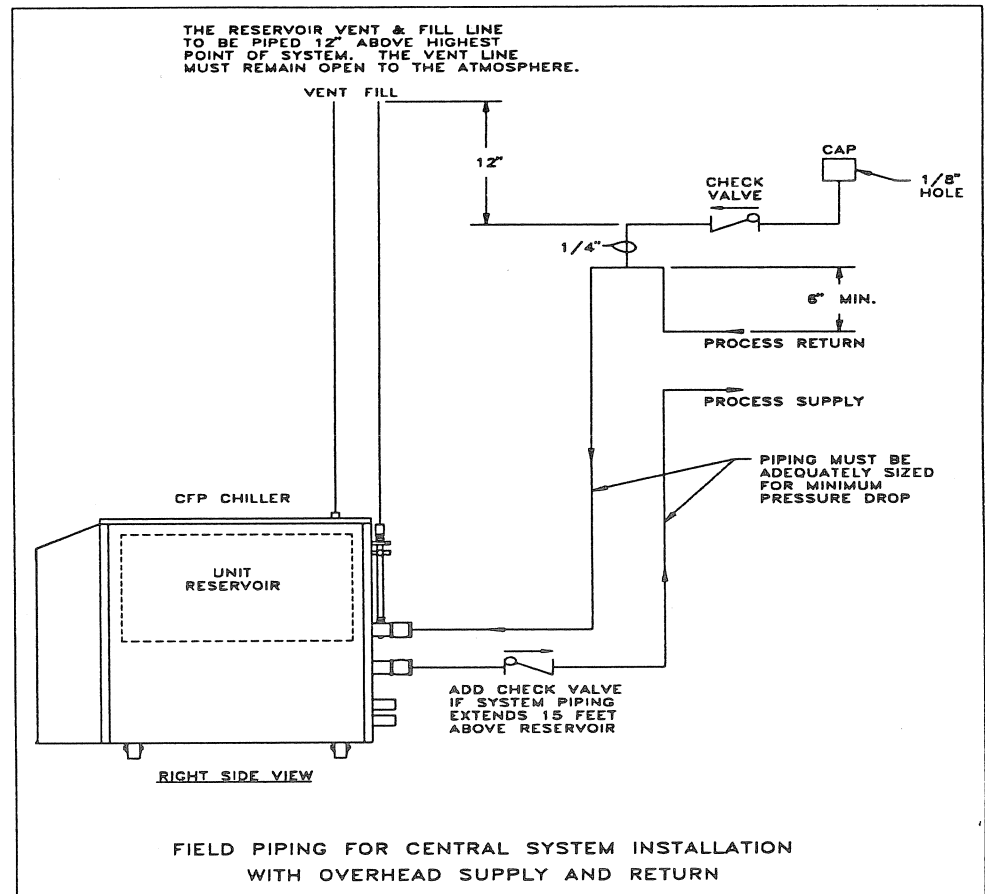 THE RESERVOIR VENT & FILL LINE
TO BE PIPED 12" ABOVE HIGHEST
POINT OF SYSTEM. THE VENT LINE
MUST REMAIN OPEN TO THE ATMOSPHERE.
VENT FILL
12"
CAP
1/8"
HOLE
CHECK
VALVE
1/4"
6" MIN.
PROCESS RETURN
PROCESS SUPPLY
PIPING MUST BE
ADEQUATELY SIZED
FOR MINIMUM
PRESSURE DROP
CFP CHILLER
UNIT
RESERVOIR
ADD CHECK VALVE
IF SYSTEM PIPING
EXTENDS 15 FEET
ABOVE RESERVOIR
RIGHT SIDE VIEW
FIELD PIPING FOR CENTRAL SYSTEM INSTALLATION
WITH OVERHEAD SUPPLY AND RETURN